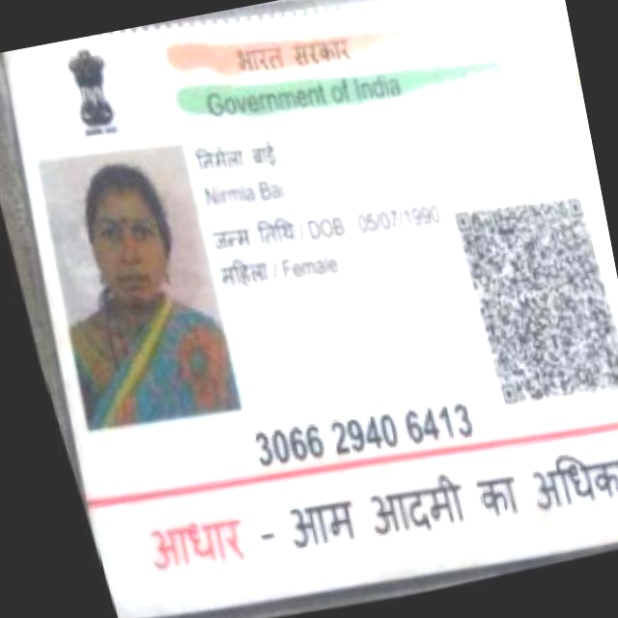 भारत सरकार
Government of India
निर्मला बाई
Nirmla Bai
जन्म तिथि / DOB 05/07/1990
महिला / Female
3066 2940 6413
आधार - आम आदमी का अधिक